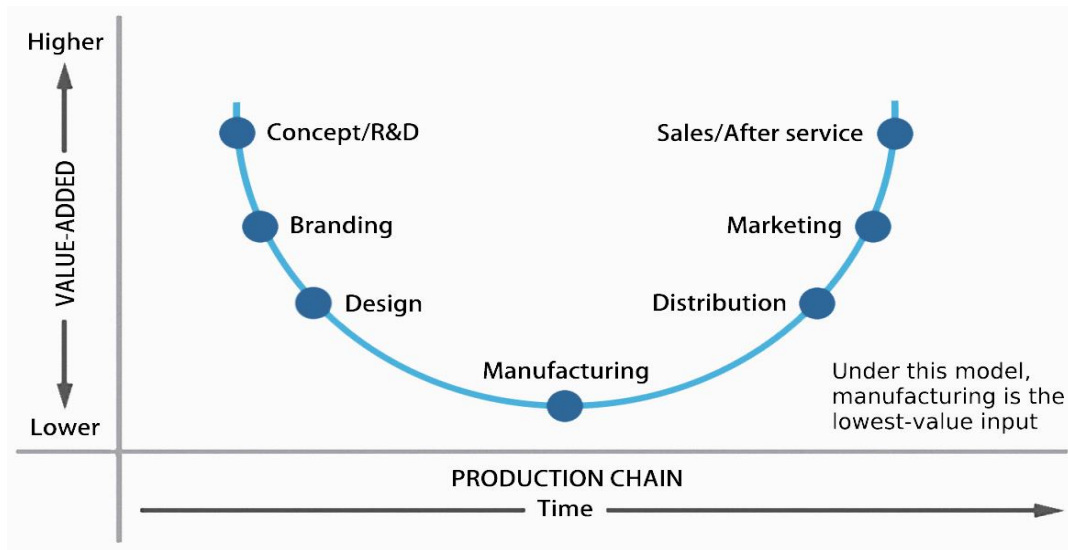 Higher
VALUE-ADDED
Lower
Concept/R&D
Branding
Design
Manufacturing
Distribution
Marketing
Sales/After service
Under this model,
manufacturing is the
lowest-value input
PRODUCTION CHAIN
Time